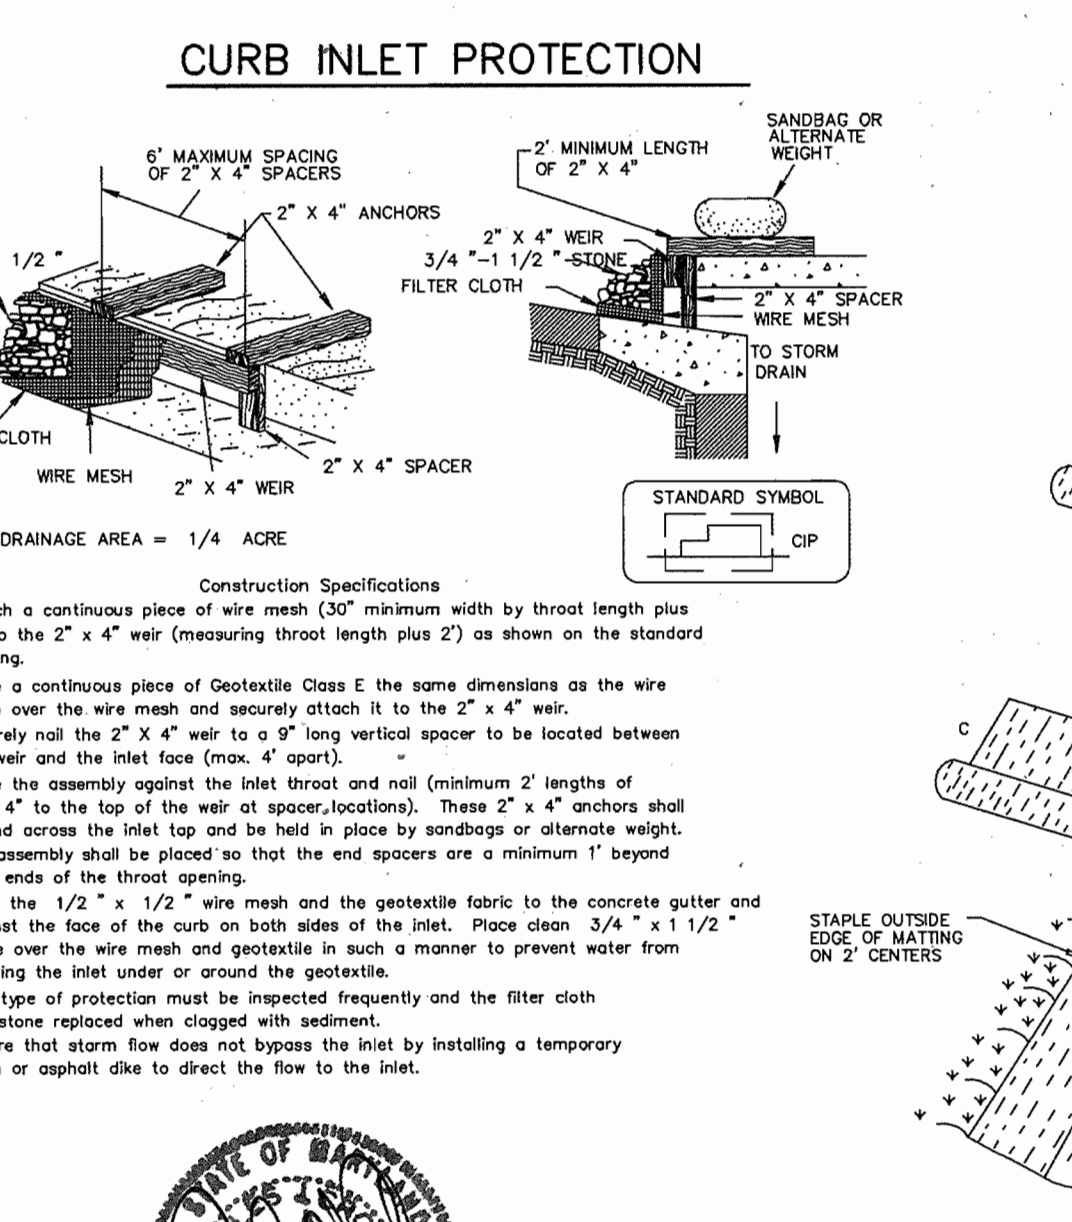 CURB INLET PROTECTION
6' MAXIMUM SPACING
OF 2" X 4" SPACERS
2" X 4" ANCHORS
1/2 "
CLOTH
WIRE MESH
2" X 4" WEIR
2" X 4" SPACER
2' MINIMUM LENGTH
OF 2" X 4"
SANDBAG OR
ALTERNATE
WEIGHT
2" X 4" WEIR
3/4 "-1 1/2 " STONE
FILTER CLOTH
2" X 4" SPACER
WIRE MESH
TO STORM
DRAIN
STANDARD SYMBOL
CIP
DRAINAGE AREA = 1/4 ACRE
Construction Specifications
ch a continuous piece of wire mesh (30" minimum width by throat length plus
o the 2" x 4" weir (measuring throat length plus 2') as shown on the standard
ng.
e a continuous piece of Geotextile Class E the same dimensions as the wire
over the wire mesh and securely attach it to the 2" x 4" weir.
rely nail the 2" X 4" weir to a 9" long vertical spacer to be located between
weir and the inlet face (max. 4' apart).
e the assembly against the inlet throat and nail (minimum 2' lengths of
4" to the top of the weir at spacer locations). These 2" x 4" anchors shall
nd across the inlet top and be held in place by sandbags or alternate weight.
assembly shall be placed so that the end spacers are a minimum 1' beyond
ends of the throat opening.
the 1/2 " x 1/2 " wire mesh and the geotextile fabric to the concrete gutter and
st the face of the curb on both sides of the inlet. Place clean 3/4 " x 1 1/2 "
e over the wire mesh and geotextile in such a manner to prevent water from
ing the inlet under or around the geotextile.
type of protection must be inspected frequently and the filter cloth
stone replaced when clogged with sediment.
re that storm flow does not bypass the inlet by installing a temporary
or asphalt dike to direct the flow to the inlet.
C
STAPLE OUTSIDE
EDGE OF MATTING
ON 2' CENTERS
STATE OF MARYLAND